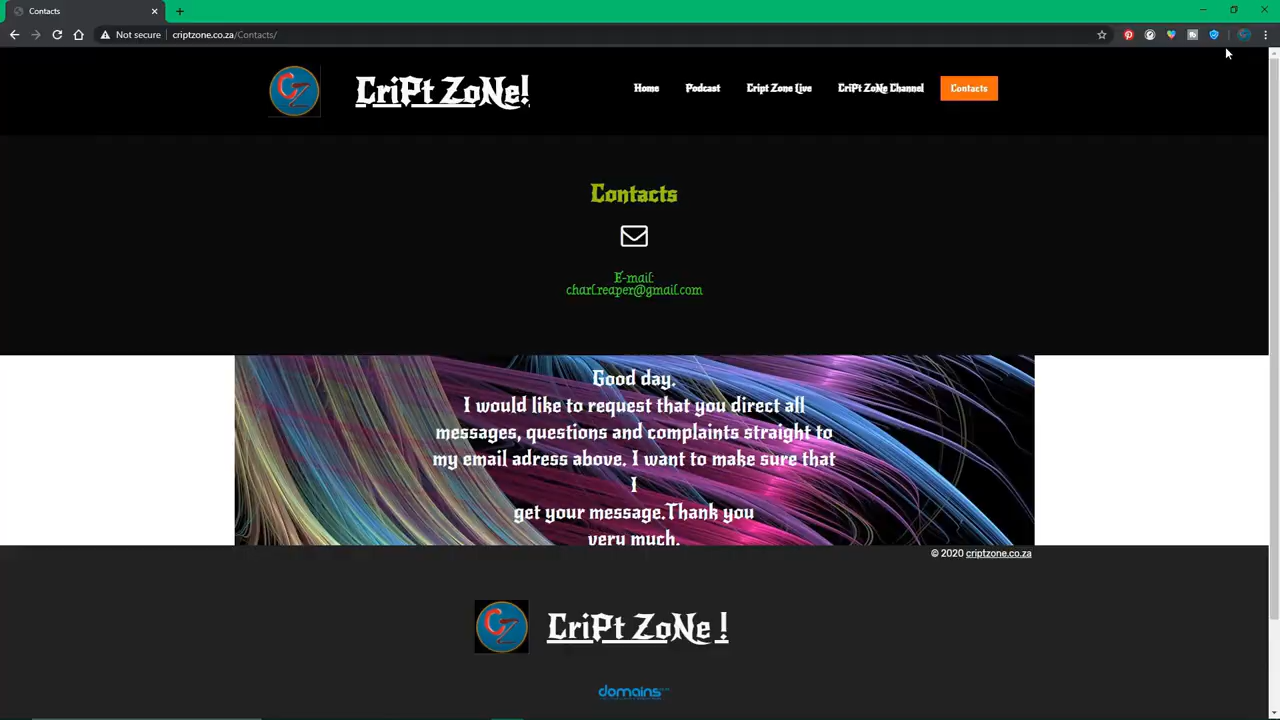 Contacts
Not secure
criptzone.co.za/Contacts/
CZ
CriPt ZoNe!
Home
Podcast
Cript Zone Live
CriPt ZoNe Channel
Contacts
Contacts
E-mail:
charl.reaper@gmail.com
Good day.
I would like to request that you direct all
messages, questions and complaints straight to
my email adress above. I want to make sure that
I
get your message.Thank you
very much.
© 2020 criptzone.co.za
CZ
CriPt ZoNe !
domains